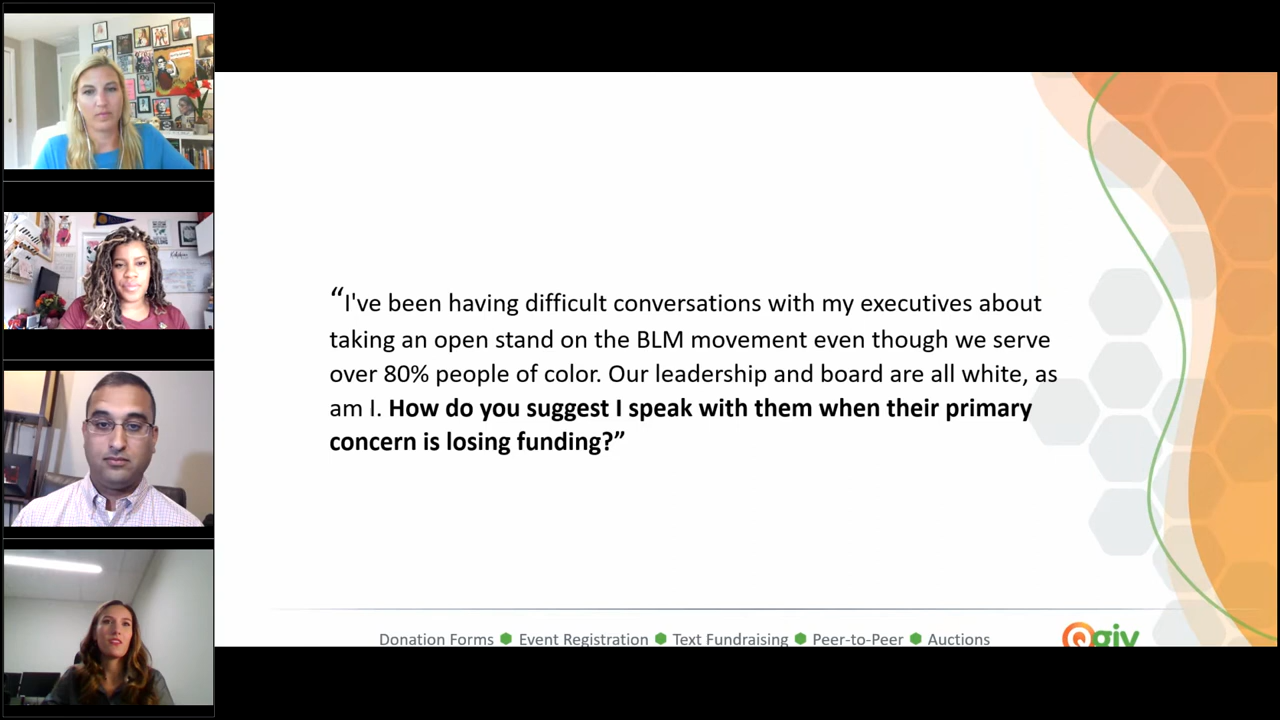 “I've been having difficult conversations with my executives about
taking an open stand on the BLM movement even though we serve
over 80% people of color. Our leadership and board are all white, as
am I. How do you suggest I speak with them when their primary
concern is losing funding?”
Donation Forms ⬢ Event Registration ⬢ Text Fundraising ⬢ Peer-to-Peer ⬢ Auctions
Qgiv